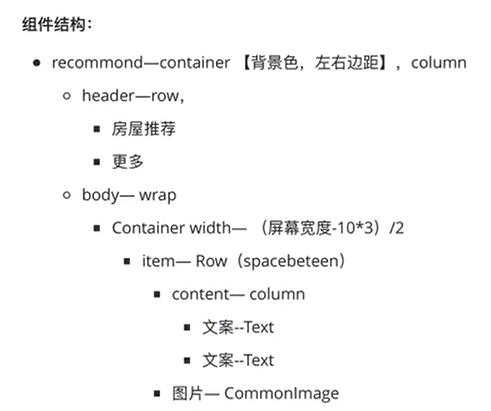 组件结构：
recommond—container 【背景色，左右边距】, column
header—row，
房屋推荐
更多
body— wrap
Container width— （屏幕宽度-10*3）/2
item— Row（spacebeteen）
content— column
文案--Text
文案--Text
图片— CommonImage